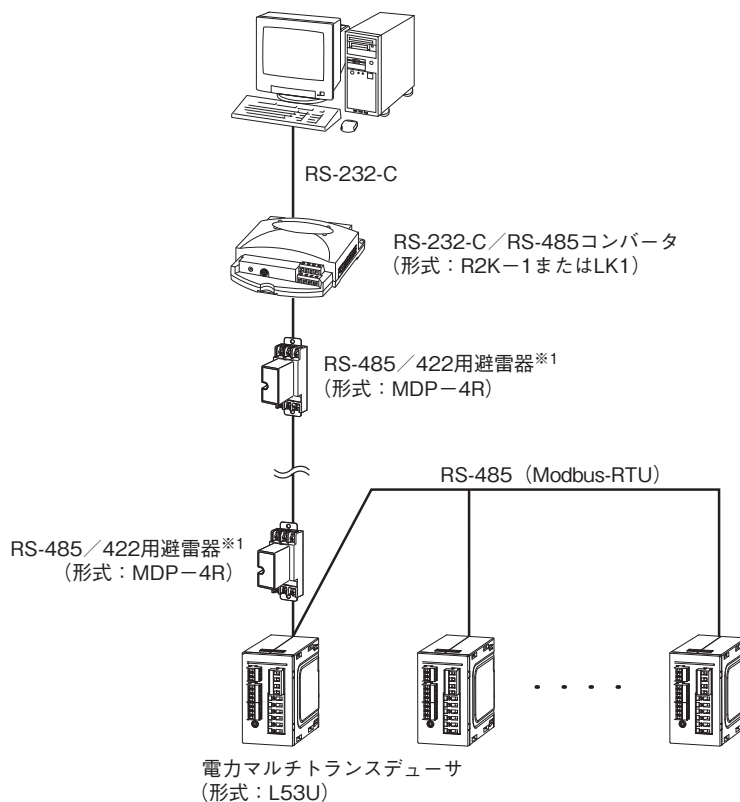 RS-232-C
RS-232-C／RS-485コンバータ
（形式：R2K－1またはLK1）
RS-485／422用避雷器※1
（形式：MDP－4R）
RS-485（Modbus-RTU）
RS-485／422用避雷器※1
（形式：MDP－4R）
電力マルチトランスデューサ
（形式：L53U）